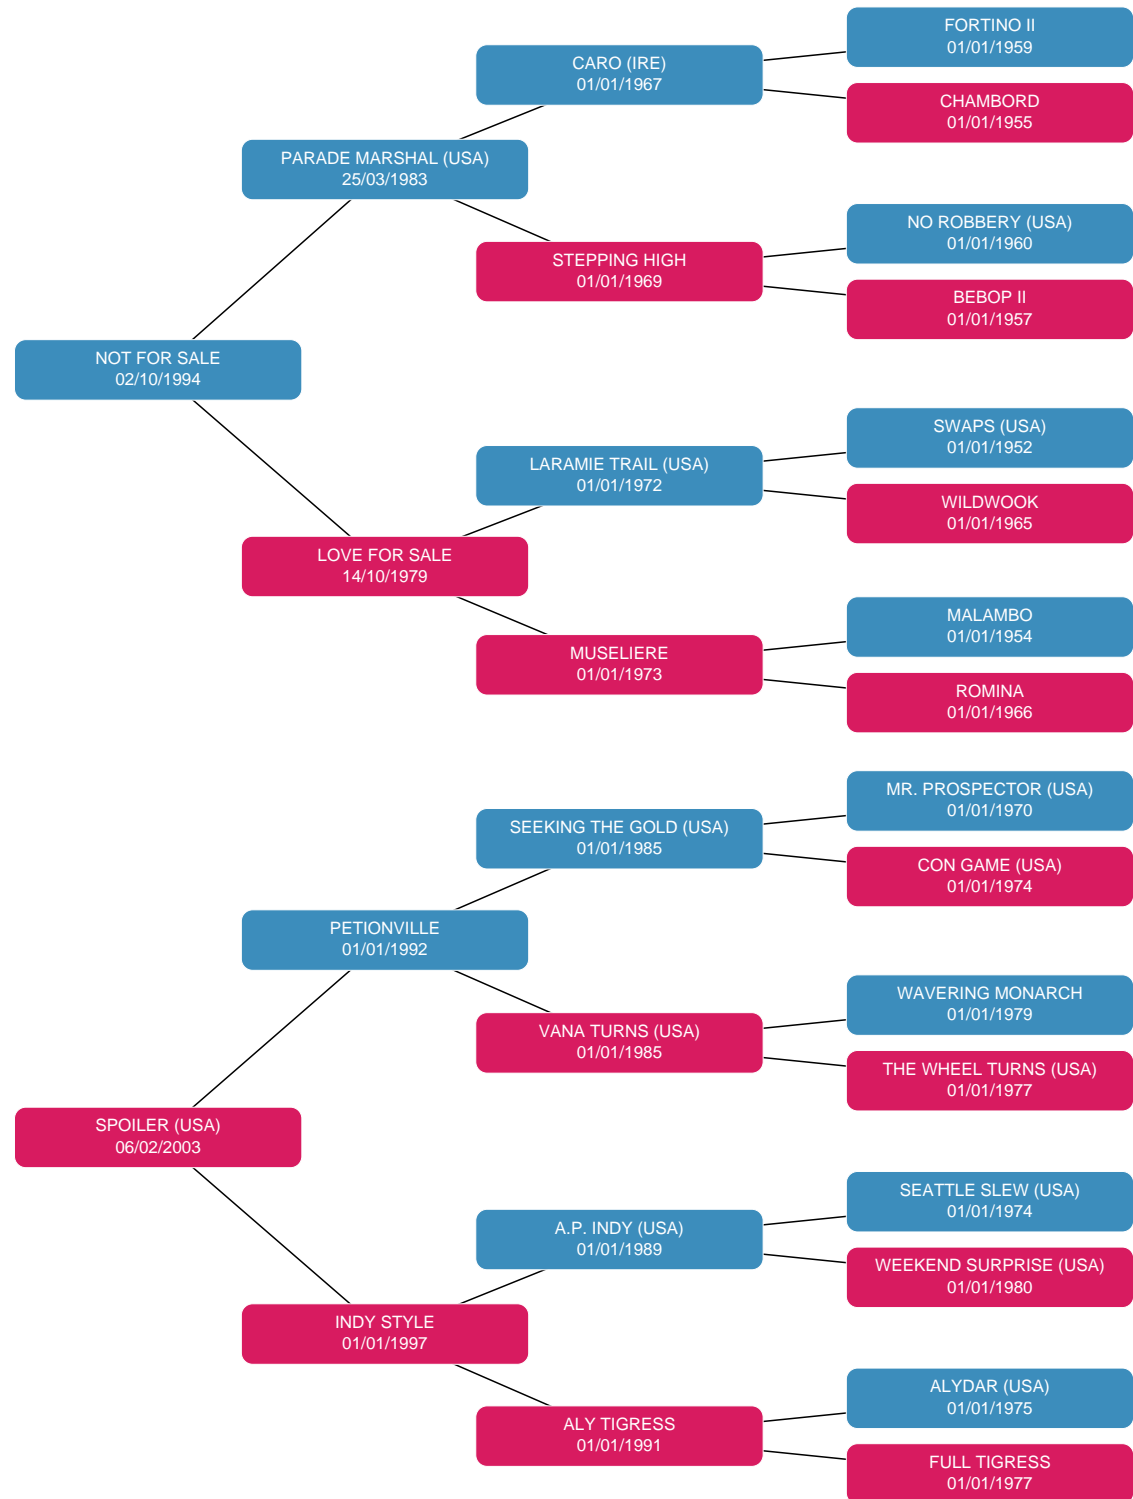 FORTINO II
01/01/1959
CARO (IRE)
01/01/1967
CHAMBORD
01/01/1955
PARADE MARSHAL (USA)
25/03/1983
NO ROBBERY (USA)
01/01/1960
STEPPING HIGH
01/01/1969
BEBOP II
01/01/1957
NOT FOR SALE
02/10/1994
SWAPS (USA)
01/01/1952
LARAMIE TRAIL (USA)
01/01/1972
WILDWOOK
01/01/1965
LOVE FOR SALE
14/10/1979
MALAMBO
01/01/1954
MUSELIERE
01/01/1973
ROMINA
01/01/1966
MR. PROSPECTOR (USA)
01/01/1970
SEEKING THE GOLD (USA)
01/01/1985
CON GAME (USA)
01/01/1974
PETIONVILLE
01/01/1992
WAVERING MONARCH
01/01/1979
VANA TURNS (USA)
01/01/1985
THE WHEEL TURNS (USA)
01/01/1977
SPOILER (USA)
06/02/2003
SEATTLE SLEW (USA)
01/01/1974
A.P. INDY (USA)
01/01/1989
WEEKEND SURPRISE (USA)
01/01/1980
INDY STYLE
01/01/1997
ALYDAR (USA)
01/01/1975
ALY TIGRESS
01/01/1991
FULL TIGRESS
01/01/1977